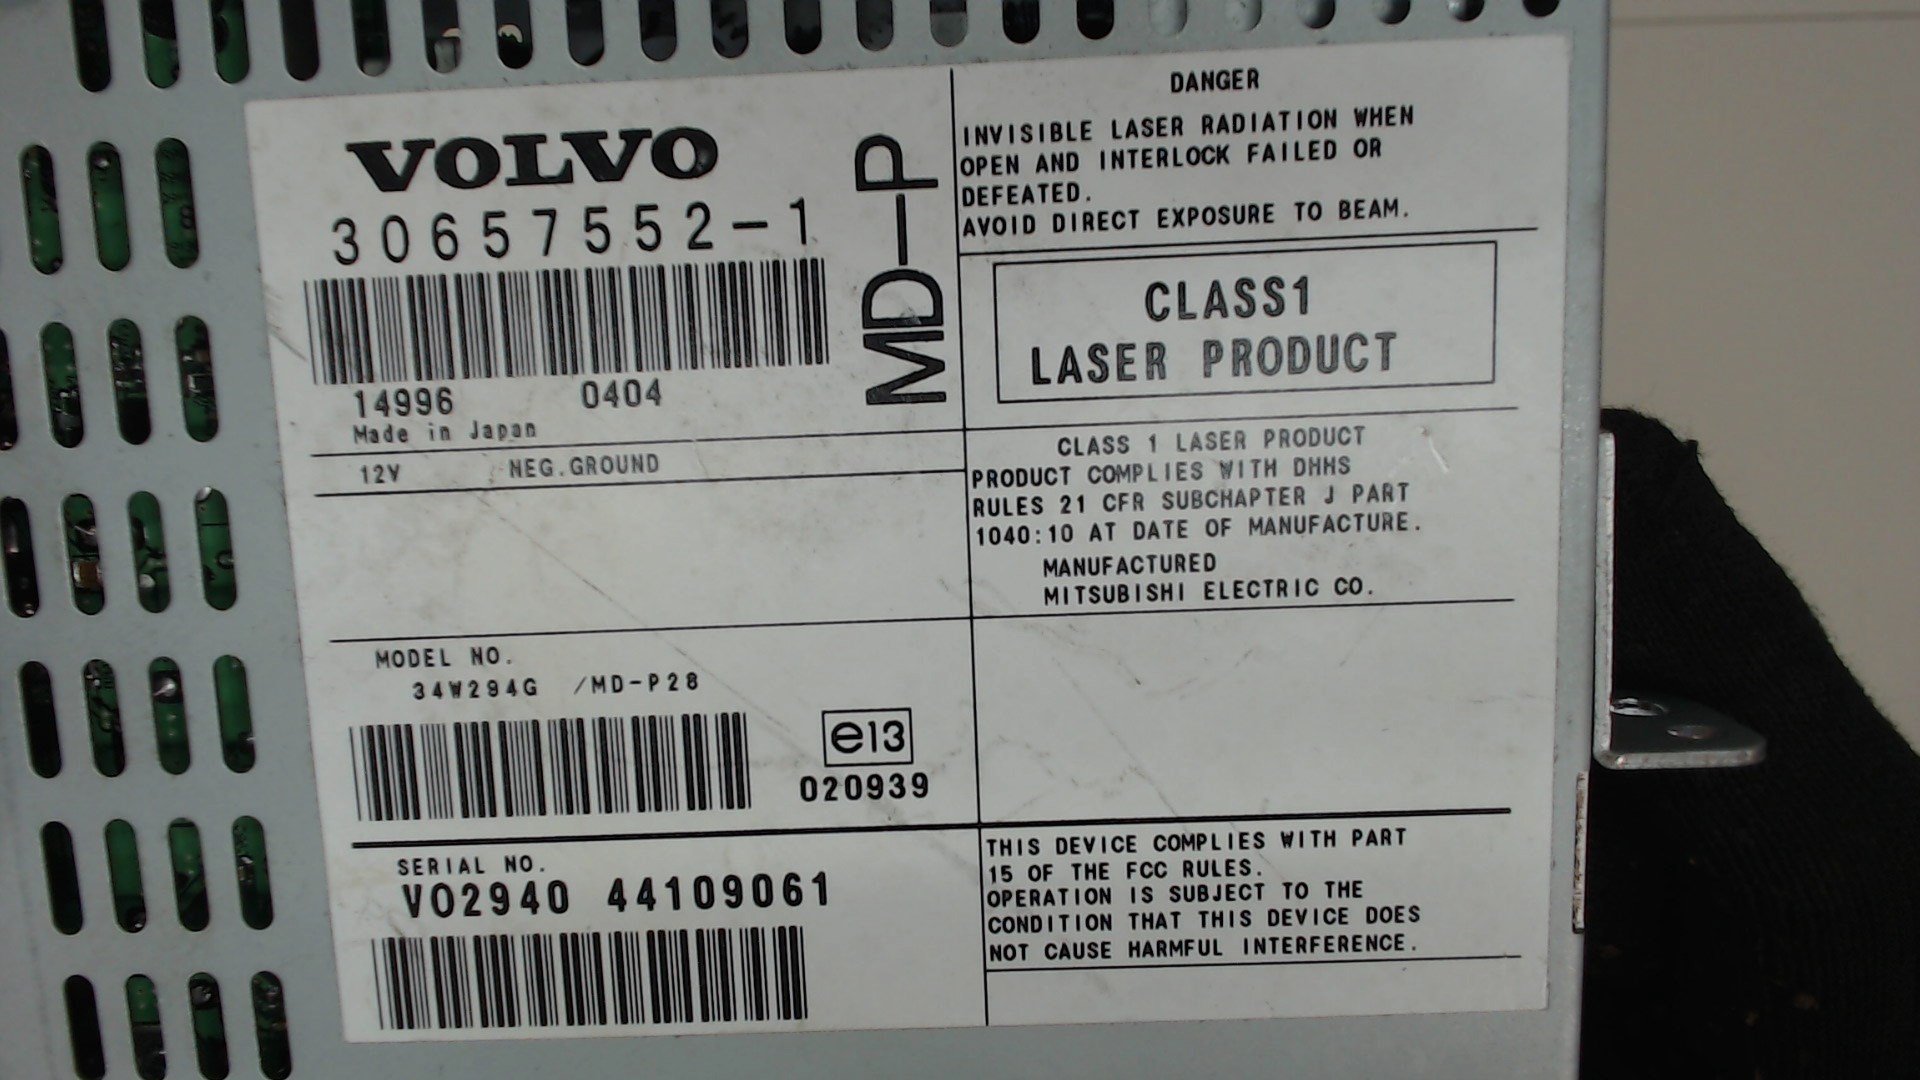 VOLVO
30657552-1
14996 0404
Made in Japan
12V NEG.GROUND
MD-P
MODEL NO.
34W294G /MD-P28
e13
020939
SERIAL NO.
VO2940 44109061
DANGER
INVISIBLE LASER RADIATION WHEN
OPEN AND INTERLOCK FAILED OR
DEFEATED.
AVOID DIRECT EXPOSURE TO BEAM.
CLASS1
LASER PRODUCT
CLASS 1 LASER PRODUCT
PRODUCT COMPLIES WITH DHHS
RULES 21 CFR SUBCHAPTER J PART
1040:10 AT DATE OF MANUFACTURE.
MANUFACTURED
MITSUBISHI ELECTRIC CO.
THIS DEVICE COMPLIES WITH PART
15 OF THE FCC RULES.
OPERATION IS SUBJECT TO THE
CONDITION THAT THIS DEVICE DOES
NOT CAUSE HARMFUL INTERFERENCE.